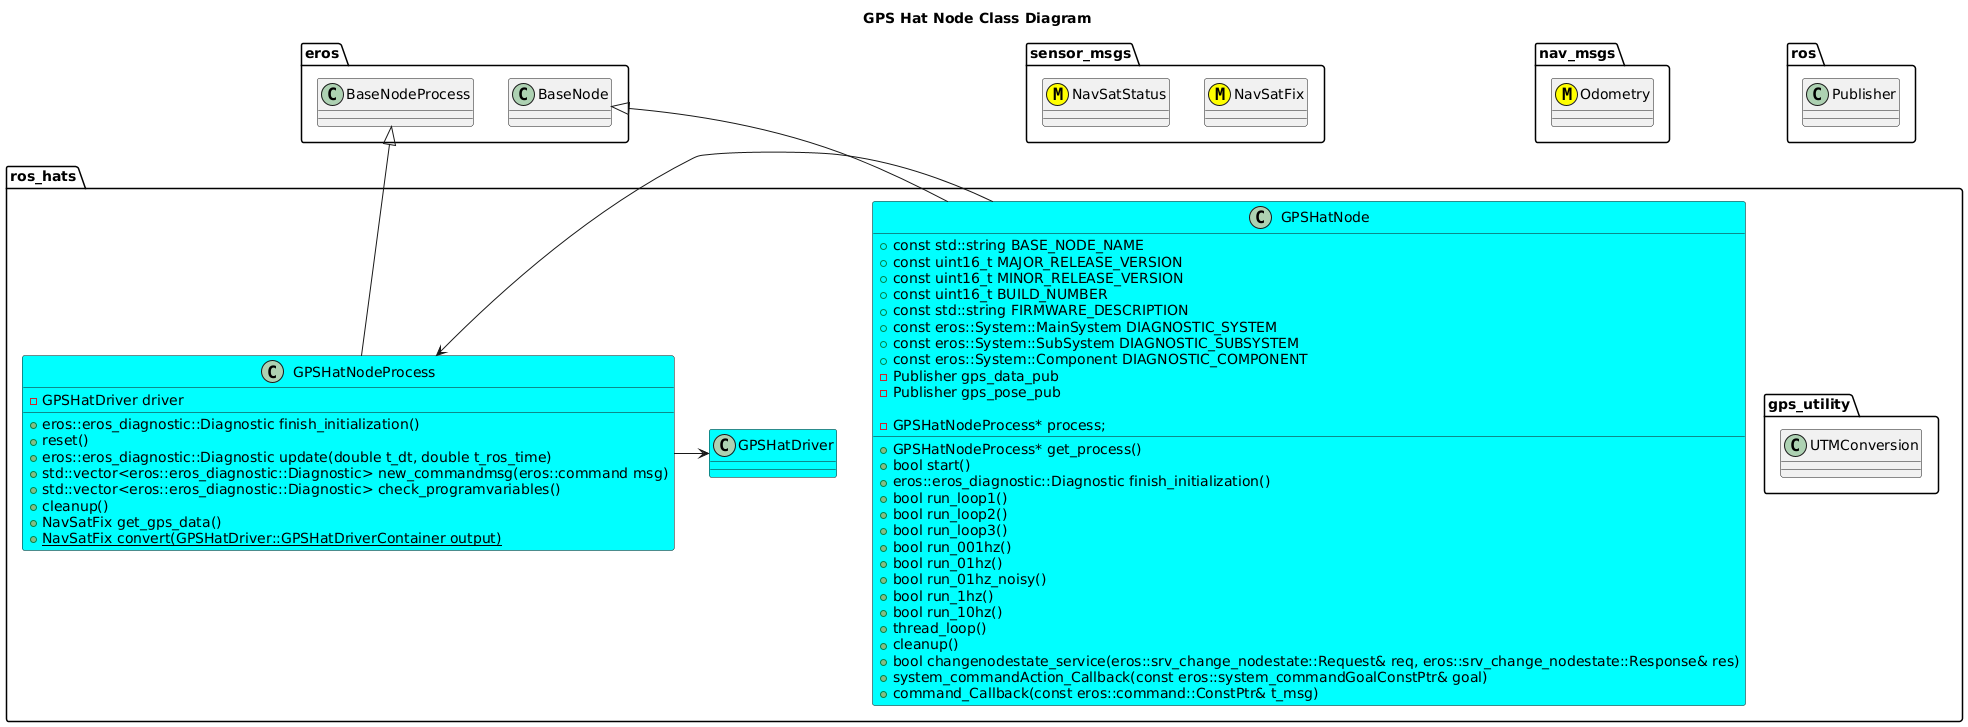 GPS Hat Node Class Diagram
eros
C BaseNodeProcess
C BaseNode
sensor_msgs
M NavSatStatus
M NavSatFix
nav_msgs
M Odometry
ros
C Publisher
ros_hats
C GPSHatNodeProcess
GPSHatDriver driver
eros::eros_diagnostic::Diagnostic finish_initialization()
reset()
eros::eros_diagnostic::Diagnostic update(double t_dt, double t_ros_time)
std::vector<eros::eros_diagnostic::Diagnostic> new_commandmsg(eros::command msg)
std::vector<eros::eros_diagnostic::Diagnostic> check_programvariables()
cleanup()
NavSatFix get_gps_data()
NavSatFix convert(GPSHatDriver::GPSHatDriverContainer output)
C GPSHatDriver
C GPSHatNode
const std::string BASE_NODE_NAME
const uint16_t MAJOR_RELEASE_VERSION
const uint16_t MINOR_RELEASE_VERSION
const uint16_t BUILD_NUMBER
const std::string FIRMWARE_DESCRIPTION
const eros::System::MainSystem DIAGNOSTIC_SYSTEM
const eros::System::SubSystem DIAGNOSTIC_SUBSYSTEM
const eros::System::Component DIAGNOSTIC_COMPONENT
Publisher gps_data_pub
Publisher gps_pose_pub
GPSHatNodeProcess* process;
GPSHatNodeProcess* get_process()
bool start()
eros::eros_diagnostic::Diagnostic finish_initialization()
bool run_loop1()
bool run_loop2()
bool run_loop3()
bool run_001hz()
bool run_01hz()
bool run_01hz_noisy()
bool run_1hz()
bool run_10hz()
thread_loop()
cleanup()
bool changenodestate_service(eros::srv_change_nodestate::Request& req, eros::srv_change_nodestate::Response& res)
system_commandAction_Callback(const eros::system_commandGoalConstPtr& goal)
command_Callback(const eros::command::ConstPtr& t_msg)
gps_utility
C UTMConversion